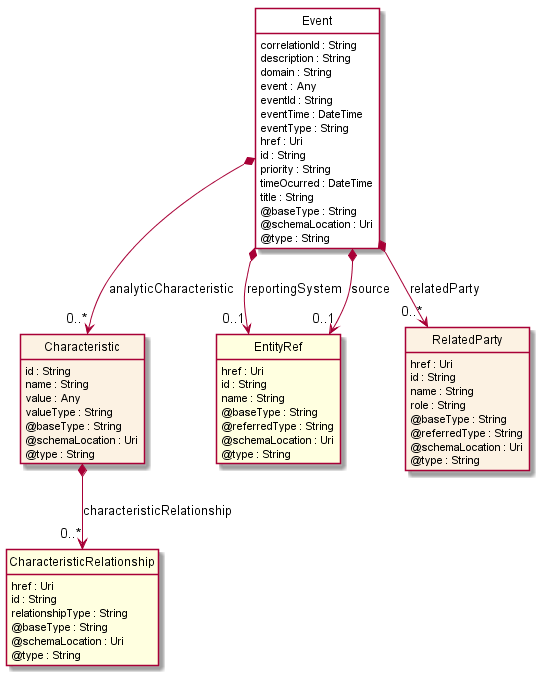 Event
correlationId : String
description : String
domain : String
event : Any
eventId : String
eventTime : DateTime
eventType : String
href : Uri
id : String
priority : String
timeOcurred : DateTime
title : String
@baseType : String
@schemaLocation : Uri
@type : String
analyticCharacteristic
reportingSystem
source
relatedParty
0..*
0..1
0..1
0..*
Characteristic
id : String
name : String
value : Any
valueType : String
@baseType : String
@schemaLocation : Uri
@type : String
EntityRef
href : Uri
id : String
name : String
@baseType : String
@referredType : String
@schemaLocation : Uri
@type : String
RelatedParty
href : Uri
id : String
name : String
role : String
@baseType : String
@referredType : String
@schemaLocation : Uri
@type : String
characteristicRelationship
0..*
CharacteristicRelationship
href : Uri
id : String
relationshipType : String
@baseType : String
@schemaLocation : Uri
@type : String